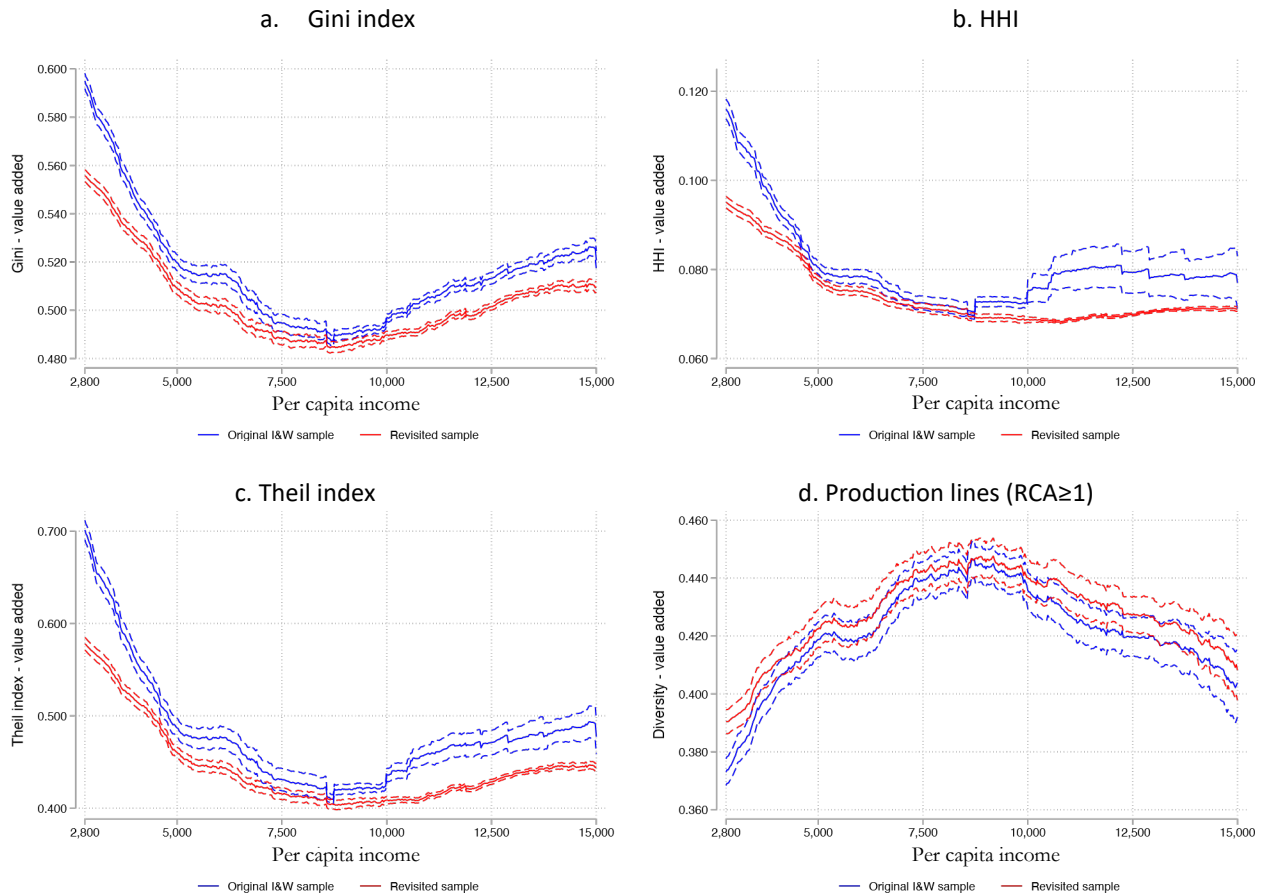 a. Gini index
0.600
0.580
0.560
0.540
0.520
0.500
0.480
Gini - value added
2,800 5,000 7,500 10,000 12,500 15,000
Per capita income
Original I&W sample Revisited sample
b. HHI
0.120
0.100
0.080
0.060
HHI - value added
2,800 5,000 7,500 10,000 12,500 15,000
Per capita income
Original I&W sample Revisited sample
c. Theil index
0.700
0.600
0.500
0.400
Theil index - value added
2,800 5,000 7,500 10,000 12,500 15,000
Per capita income
Original I&W sample Revisited sample
d. Production lines (RCA≥1)
0.460
0.440
0.420
0.400
0.380
0.360
Diversity - value added
2,800 5,000 7,500 10,000 12,500 15,000
Per capita income
Original I&W sample Revisited sample